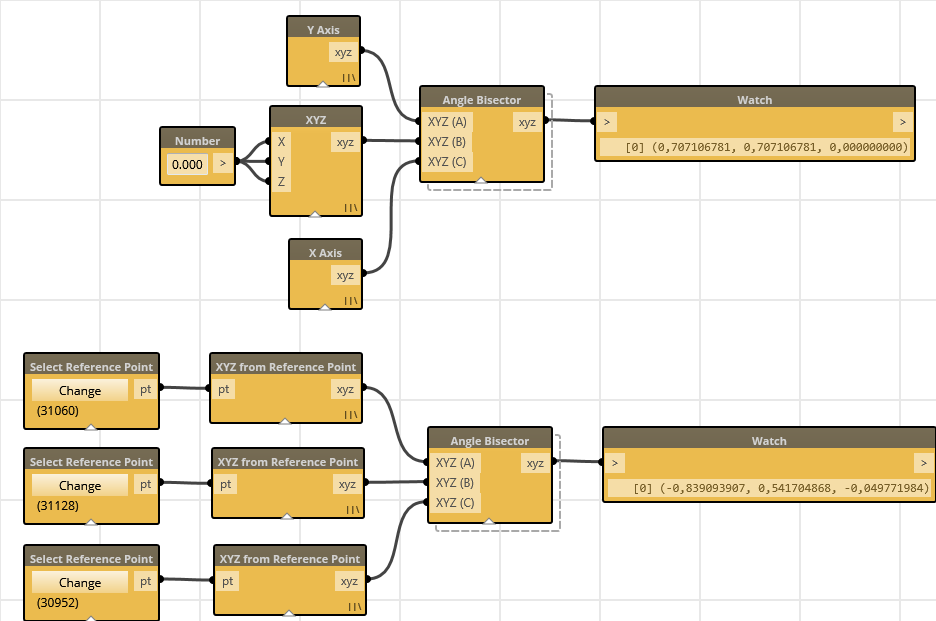 Y Axis
xyz
XYZ
X
Y
Z
xyz
Number
0.000 >
X Axis
xyz
Angle Bisector
XYZ (A) xyz
XYZ (B)
XYZ (C)
Watch
> >
[0] (0,707106781, 0,707106781, 0,000000000)
Select Reference Point
Change pt
(31060)
XYZ from Reference Point
pt xyz
Select Reference Point
Change pt
(31128)
XYZ from Reference Point
pt xyz
Select Reference Point
Change pt
(30952)
XYZ from Reference Point
pt xyz
Angle Bisector
XYZ (A) xyz
XYZ (B)
XYZ (C)
Watch
> >
[0] (-0,839093907, 0,541704868, -0,049771984)